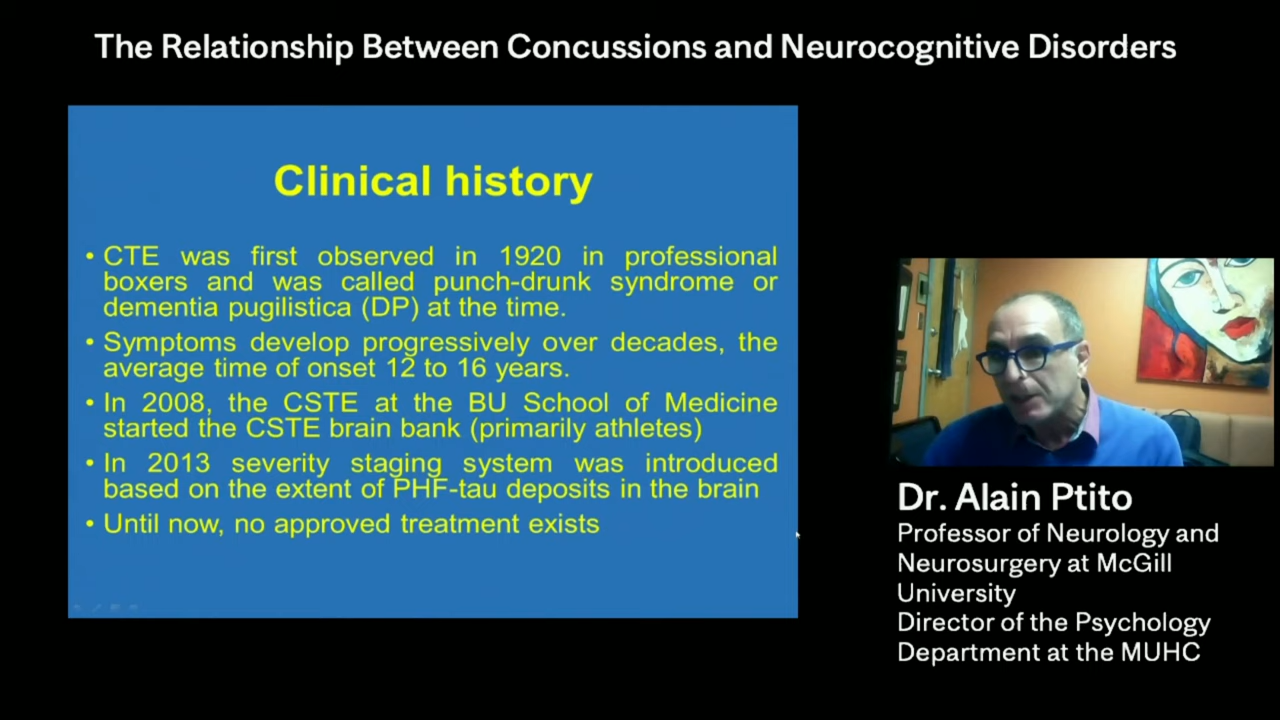 The Relationship Between Concussions and Neurocognitive Disorders
Clinical history
• CTE was first observed in 1920 in professional
boxers and was called punch-drunk syndrome or
dementia pugilistica (DP) at the time.
• Symptoms develop progressively over decades, the
average time of onset 12 to 16 years.
• In 2008, the CSTE at the BU School of Medicine
started the CSTE brain bank (primarily athletes)
• In 2013 severity staging system was introduced
based on the extent of PHF-tau deposits in the brain
• Until now, no approved treatment exists
Dr. Alain Ptito
Professor of Neurology and
Neurosurgery at McGill
University
Director of the Psychology
Department at the MUHC